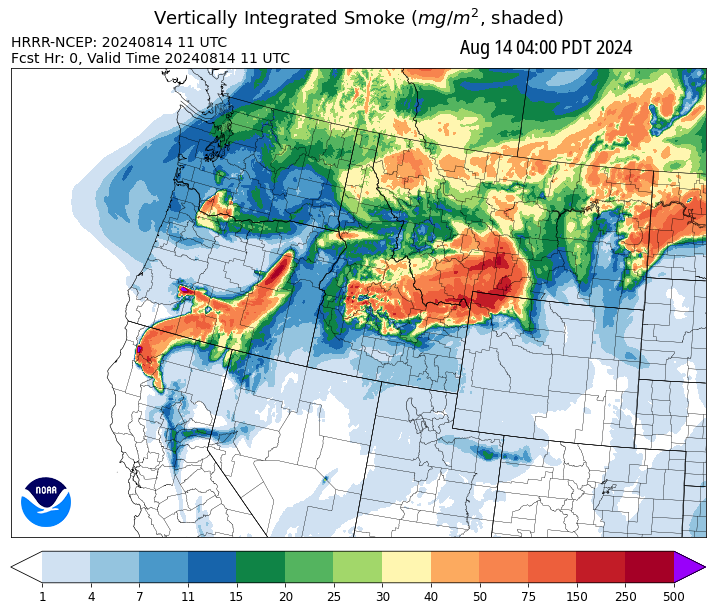 Vertically Integrated Smoke (mg/m², shaded)
HRRR-NCEP: 20240814 11 UTC
Aug 14 04:00 PDT 2024
Fcst Hr: 0, Valid Time 20240814 11 UTC
NOAA
1 4 7 11 15 20 25 30 40 50 75 150 250 500